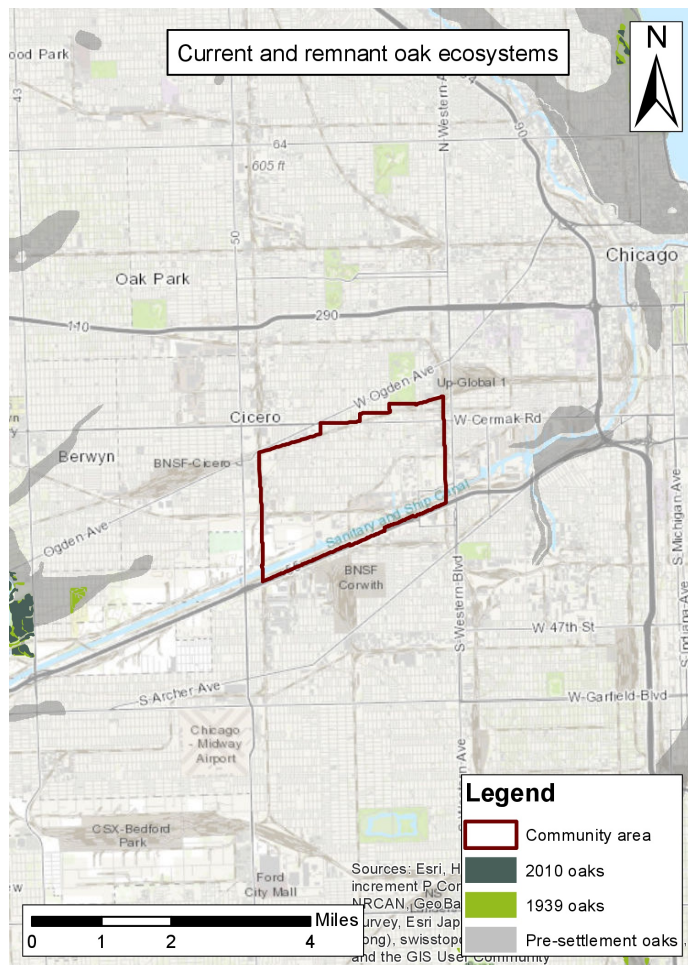 Current and remnant oak ecosystems
N
ood Park
43
N-Western-A
94
90
64
605 ft
50
Chicago
Oak Park
290
110
W Ogden Ave
Up-Global 1
Cicero
W-Cermak-Rd
Berwyn
BNSF-Cicero
Ogden Ave
Sanitary and Ship Canal
55
BNSF
Corwith
S-Western-Blvd
S-Michigan Ave
S-Indiana-Ave
W 47th St
S-Archer Ave
W-Garfield-Blvd
Chicago
- Midway
Airport
CSX-Bedford
Park
Ford
City Mall
ew
Legend
Community area
2010 oaks
1939 oaks
Pre-settlement oaks
Sources: Esri, H
increment P Cor
NRCAN, GeoBa
urvey, Esri Jap
ong), swisstop
and the GIS User Community
Miles
0 1 2 4